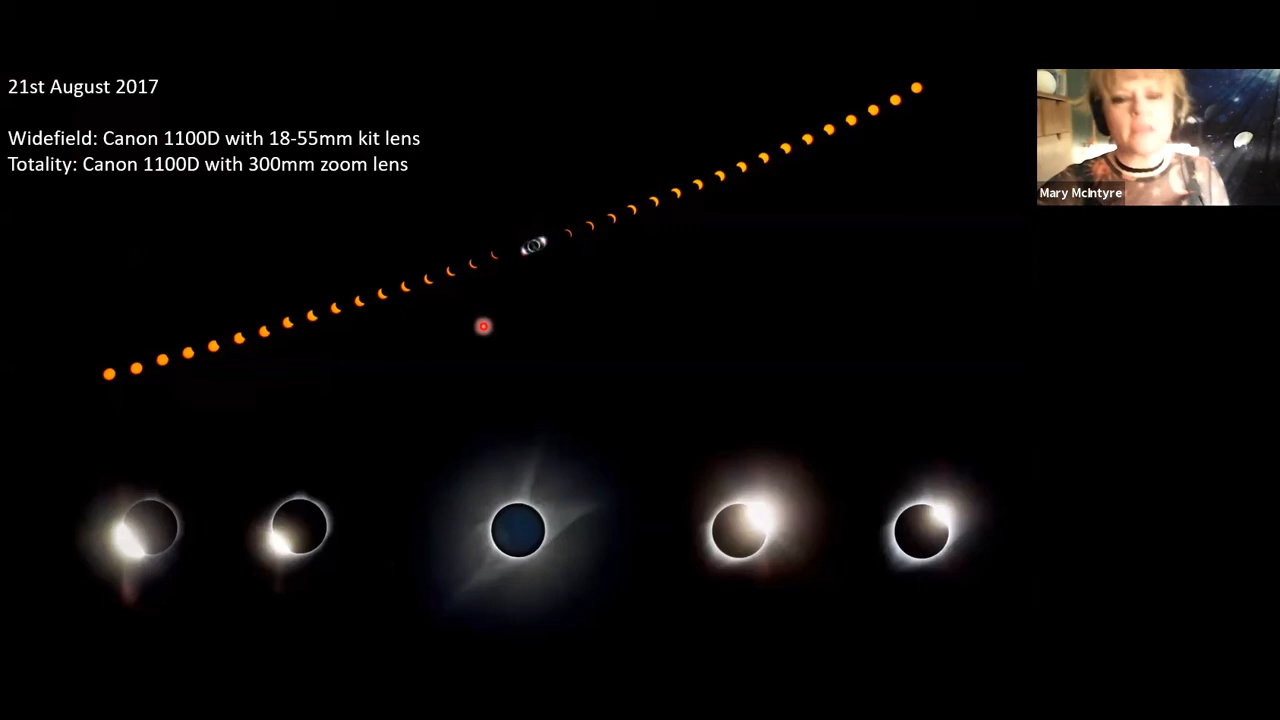 21st August 2017
Widefield: Canon 1100D with 18-55mm kit lens
Totality: Canon 1100D with 300mm zoom lens
Mary McIntyre